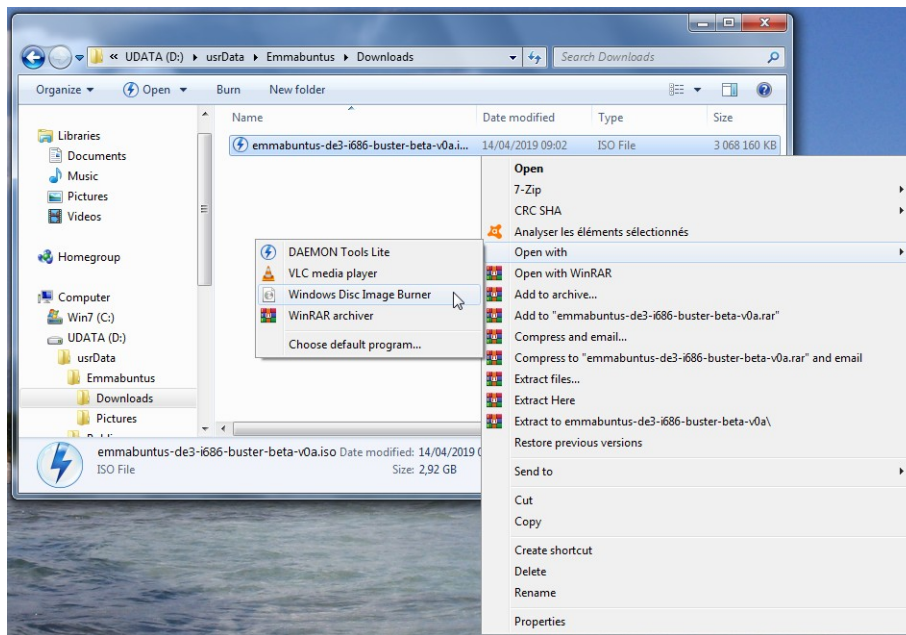 « UDATA (D:) ▸ usrData ▸ Emmabuntus ▸ Downloads
Search Downloads
Organize ▾ Open ▾ Burn New folder
Name Date modified Type Size
emmabuntus-de3-i686-buster-beta-v0a.i... 14/04/2019 09:02 ISO File 3 068 160 KB
Libraries
Documents
Music
Pictures
Videos
Homegroup
Computer
Win7 (C:)
UDATA (D:)
usrData
Emmabuntus
Downloads
Pictures
DAEMON Tools Lite
VLC media player
Windows Disc Image Burner
WinRAR archiver
Choose default program...
Open
7-Zip
CRC SHA
Analyser les éléments sélectionnés
Open with
Open with WinRAR
Add to archive...
Add to "emmabuntus-de3-i686-buster-beta-v0a.rar"
Compress and email...
Compress to "emmabuntus-de3-i686-buster-beta-v0a.rar" and email
Extract files...
Extract Here
Extract to emmabuntus-de3-i686-buster-beta-v0a\
Restore previous versions
Send to
Cut
Copy
Create shortcut
Delete
Rename
Properties
emmabuntus-de3-i686-buster-beta-v0a.iso Date modified: 14/04/2019
ISO File Size: 2,92 GB